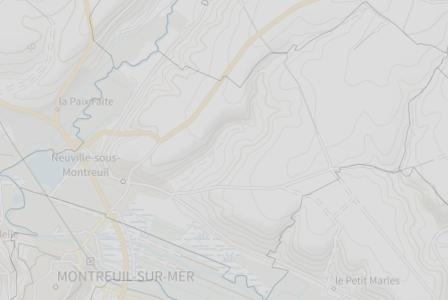 la Paix Faite
Neuville-sous-
Montreuil
MONTREUIL-SUR-MER
le Petit Marles